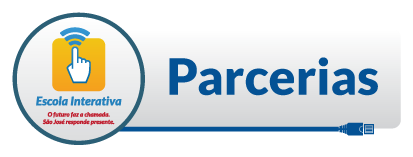 Escola Interativa
O futuro faz a chamada.
São José responde presente.
Parcerias